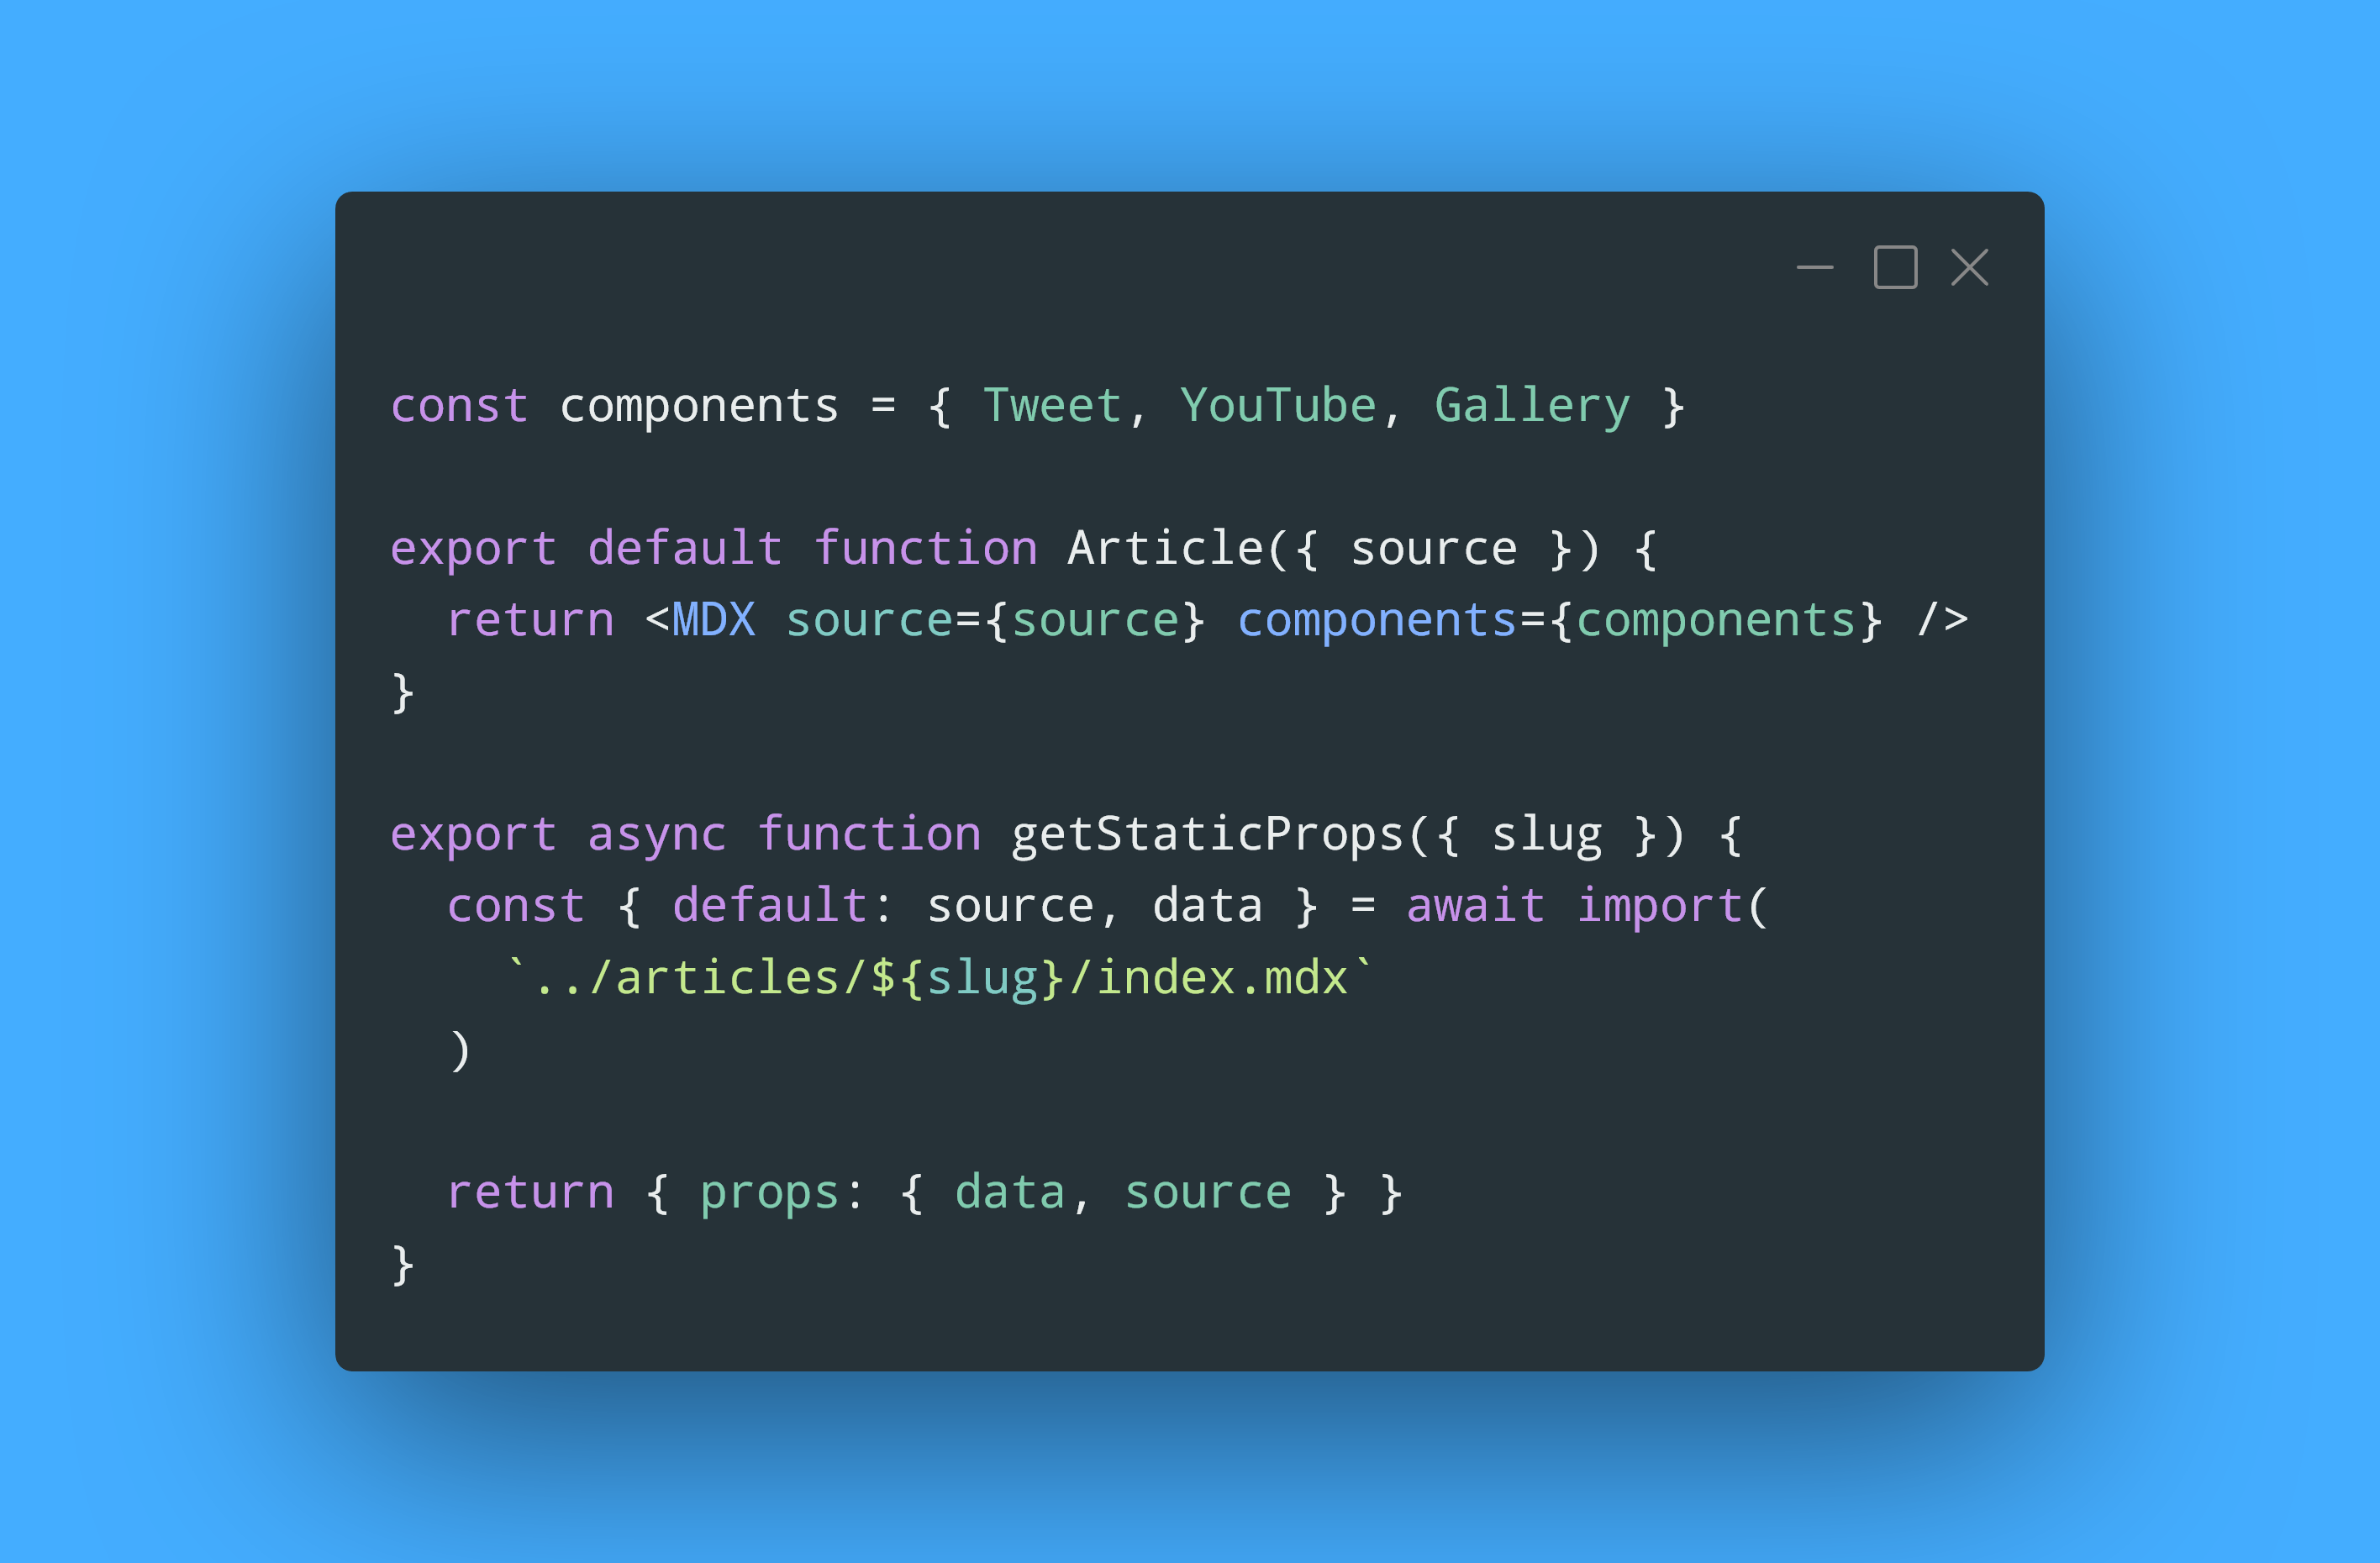 const components = { Tweet, YouTube, Gallery }
export default function Article({ source }) {
  return <MDX source={source} components={components} />
}
export async function getStaticProps({ slug }) {
  const { default: source, data } = await import(
    `../articles/${slug}/index.mdx`
  )
  return { props: { data, source } }
}